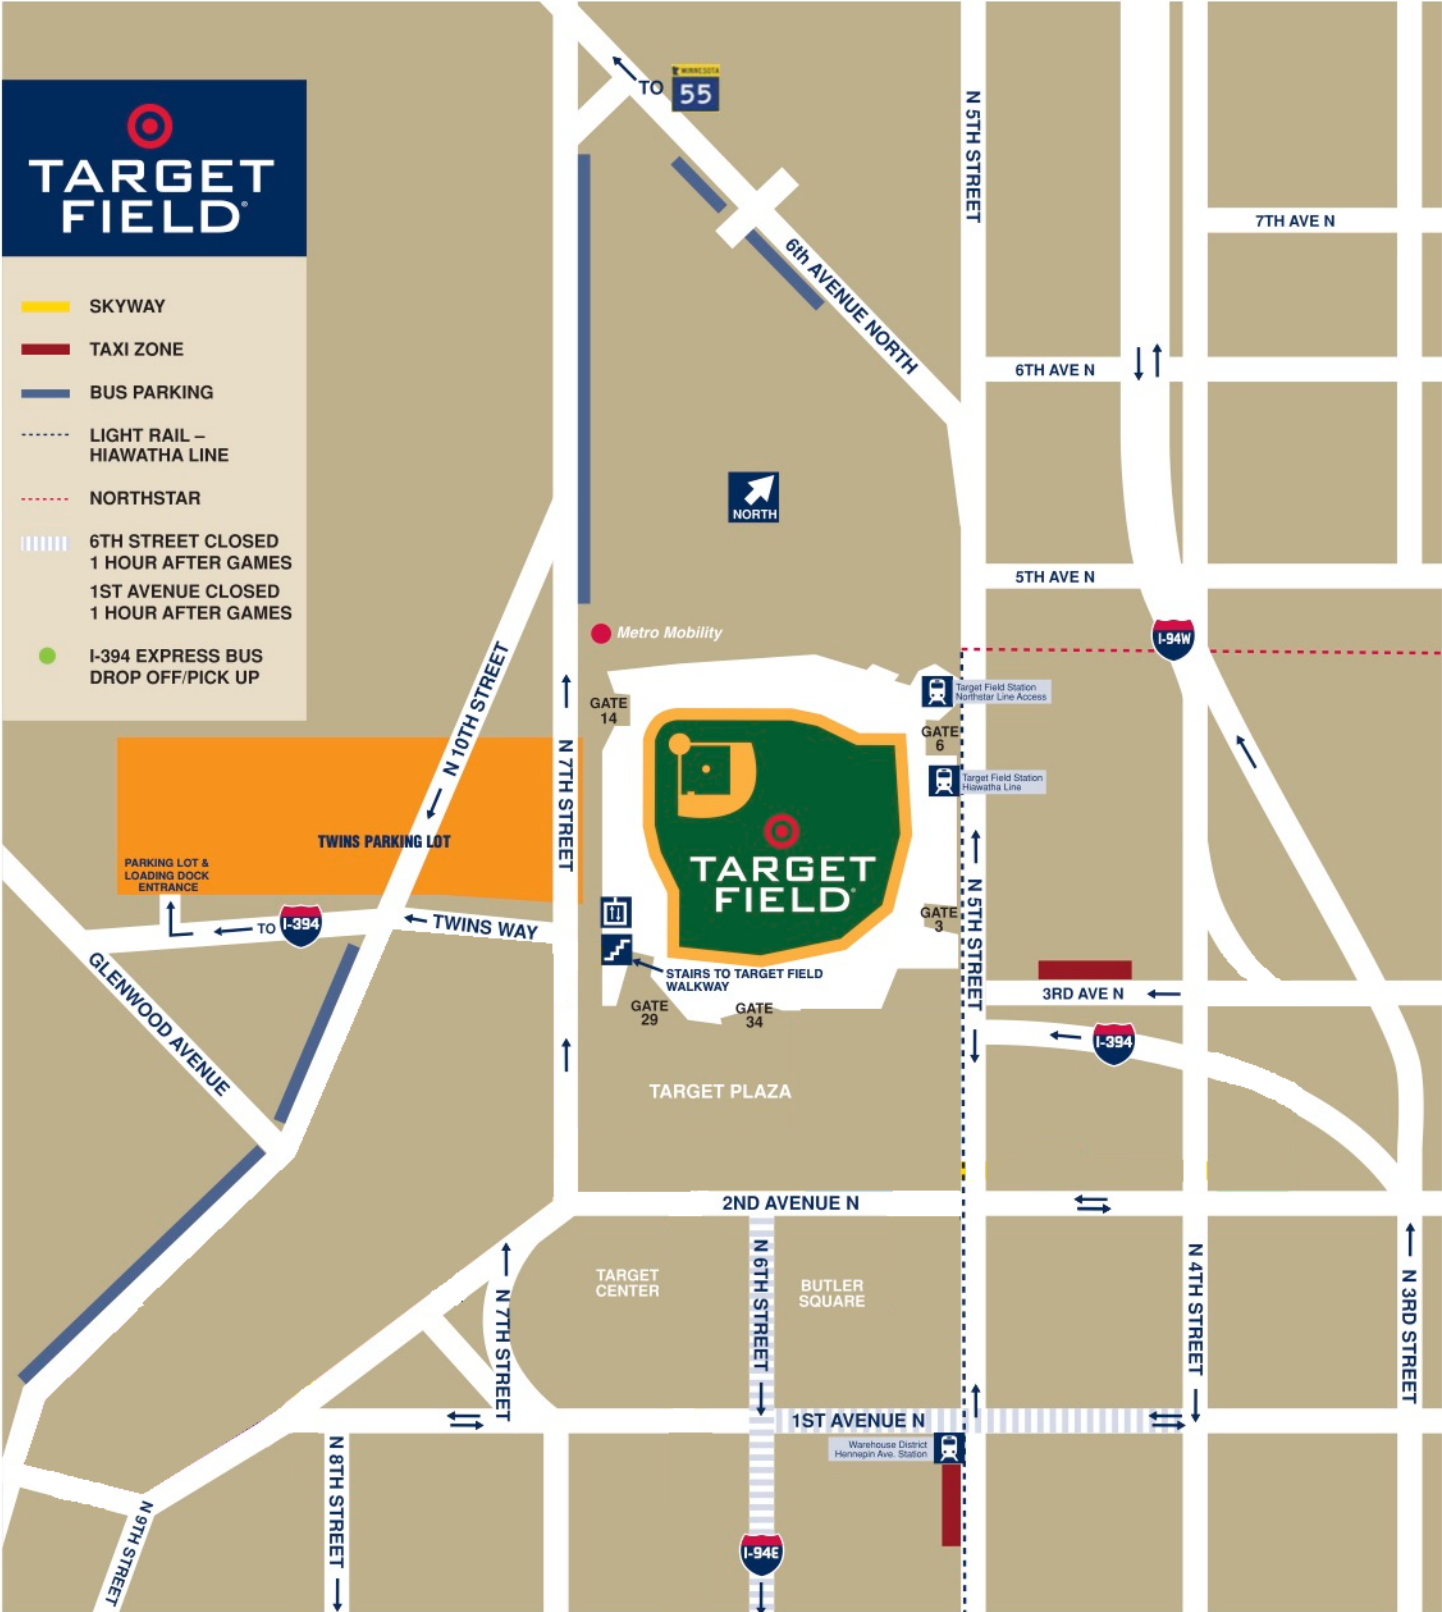 TARGET
FIELD
SKYWAY
TAXI ZONE
BUS PARKING
LIGHT RAIL –
HIAWATHA LINE
NORTHSTAR
6TH STREET CLOSED
1 HOUR AFTER GAMES
1ST AVENUE CLOSED
1 HOUR AFTER GAMES
I-394 EXPRESS BUS
DROP OFF/PICK UP
TO
MINNESOTA
55
N 5TH STREET
7TH AVE N
6th AVENUE NORTH
6TH AVE N
NORTH
5TH AVE N
Metro Mobility
I-94W
N 10TH STREET
GATE
14
Target Field Station
Northstar Line Access
GATE
6
Target Field Station
Hiawatha Line
N 7TH STREET
TWINS PARKING LOT
PARKING LOT &
LOADING DOCK
ENTRANCE
TARGET
FIELD
TO
I-394
TWINS WAY
GATE
3
N 5TH STREET
STAIRS TO TARGET FIELD
WALKWAY
GATE
29
GATE
34
3RD AVE N
I-394
GLENWOOD AVENUE
TARGET PLAZA
2ND AVENUE N
TARGET
CENTER
N 6TH STREET
BUTLER
SQUARE
N 7TH STREET
N 4TH STREET
N 3RD STREET
1ST AVENUE N
Warehouse District
Hennepin Ave. Station
N 8TH STREET
N 9TH STREET
I-94E